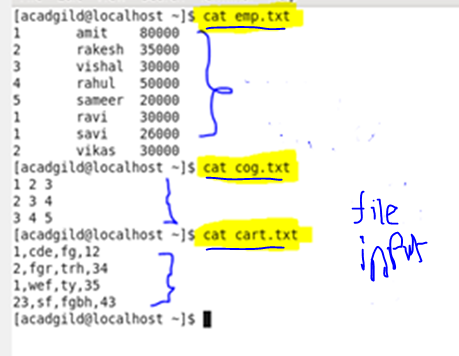 [acadgild@localhost ~]$ cat emp.txt
1 amit 80000
2 rakesh 35000
3 vishal 30000
4 rahul 50000
5 sameer 20000
1 ravi 30000
1 savi 26000
2 vikas 30000
[acadgild@localhost ~]$ cat cog.txt
1 2 3
2 3 4
3 4 5
[acadgild@localhost ~]$ cat cart.txt
1,cde,fg,12
2,fgr,trh,34
1,wef,ty,35
23,sf,fgbh,43
[acadgild@localhost ~]$
file
input